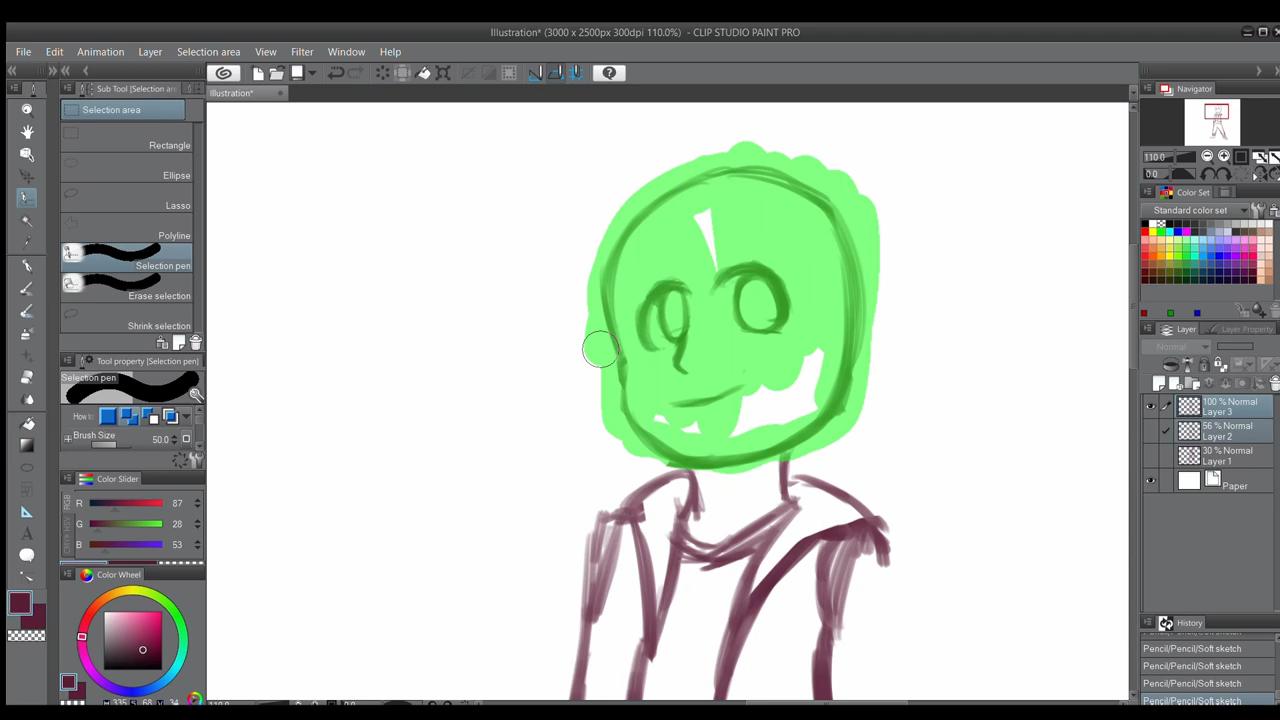 Illustration* (3000 x 2500px 300dpi 110.0%) - CLIP STUDIO PAINT PRO
File Edit Animation Layer Selection area View Filter Window Help
Sub Tool [Selection are
Illustration*
Navigator
Selection area
Rectangle
Ellipse
Lasso
Polyline
Selection pen
Erase selection
Shrink selection
110.0
0.0
Color Set
Standard color set
Tool property [Selection pen]
Selection pen
How to
Brush Size 50.0
Layer Layer Property
Normal
100% Normal
Layer 3
56% Normal
Layer 2
30% Normal
Layer 1
Paper
Color Slider
R 87
G 28
B 53
Color Wheel
History
Pencil/Pencil/Soft sketch
Pencil/Pencil/Soft sketch
Pencil/Pencil/Soft sketch
Pencil/Pencil/Soft sketch
Pencil/Pencil/Soft sketch